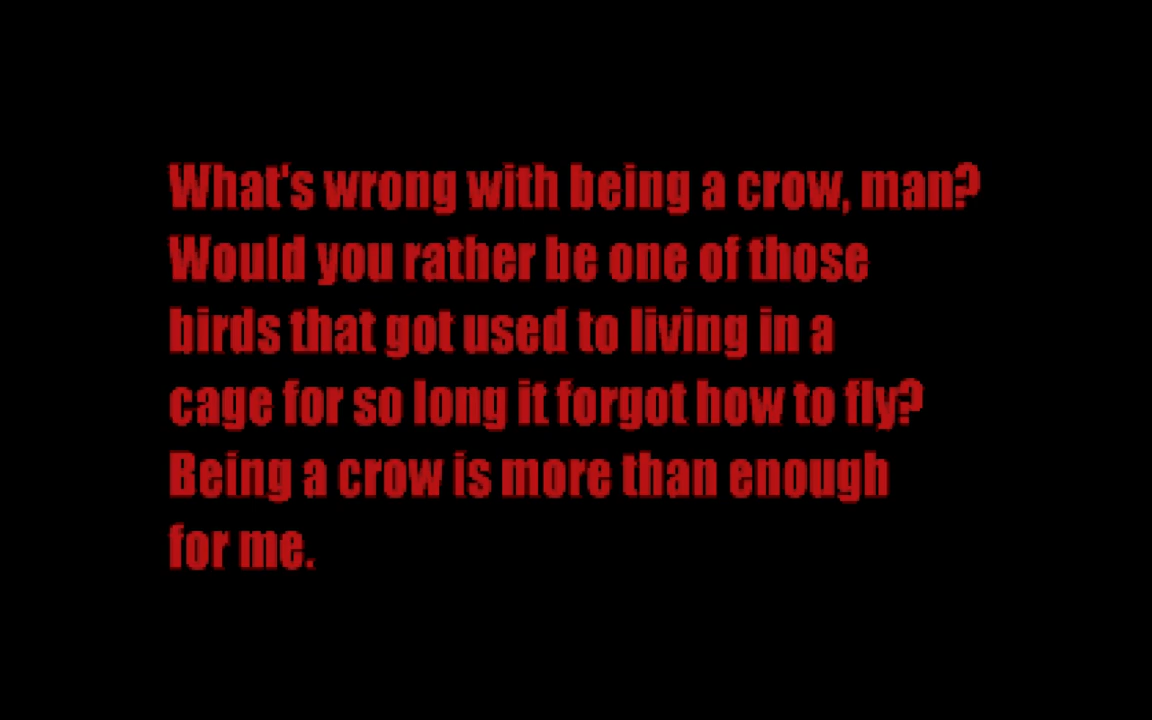 What's wrong with being a crow, man?
Would you rather be one of those
birds that got used to living in a
cage for so long it forgot how to fly?
Being a crow is more than enough
for me.